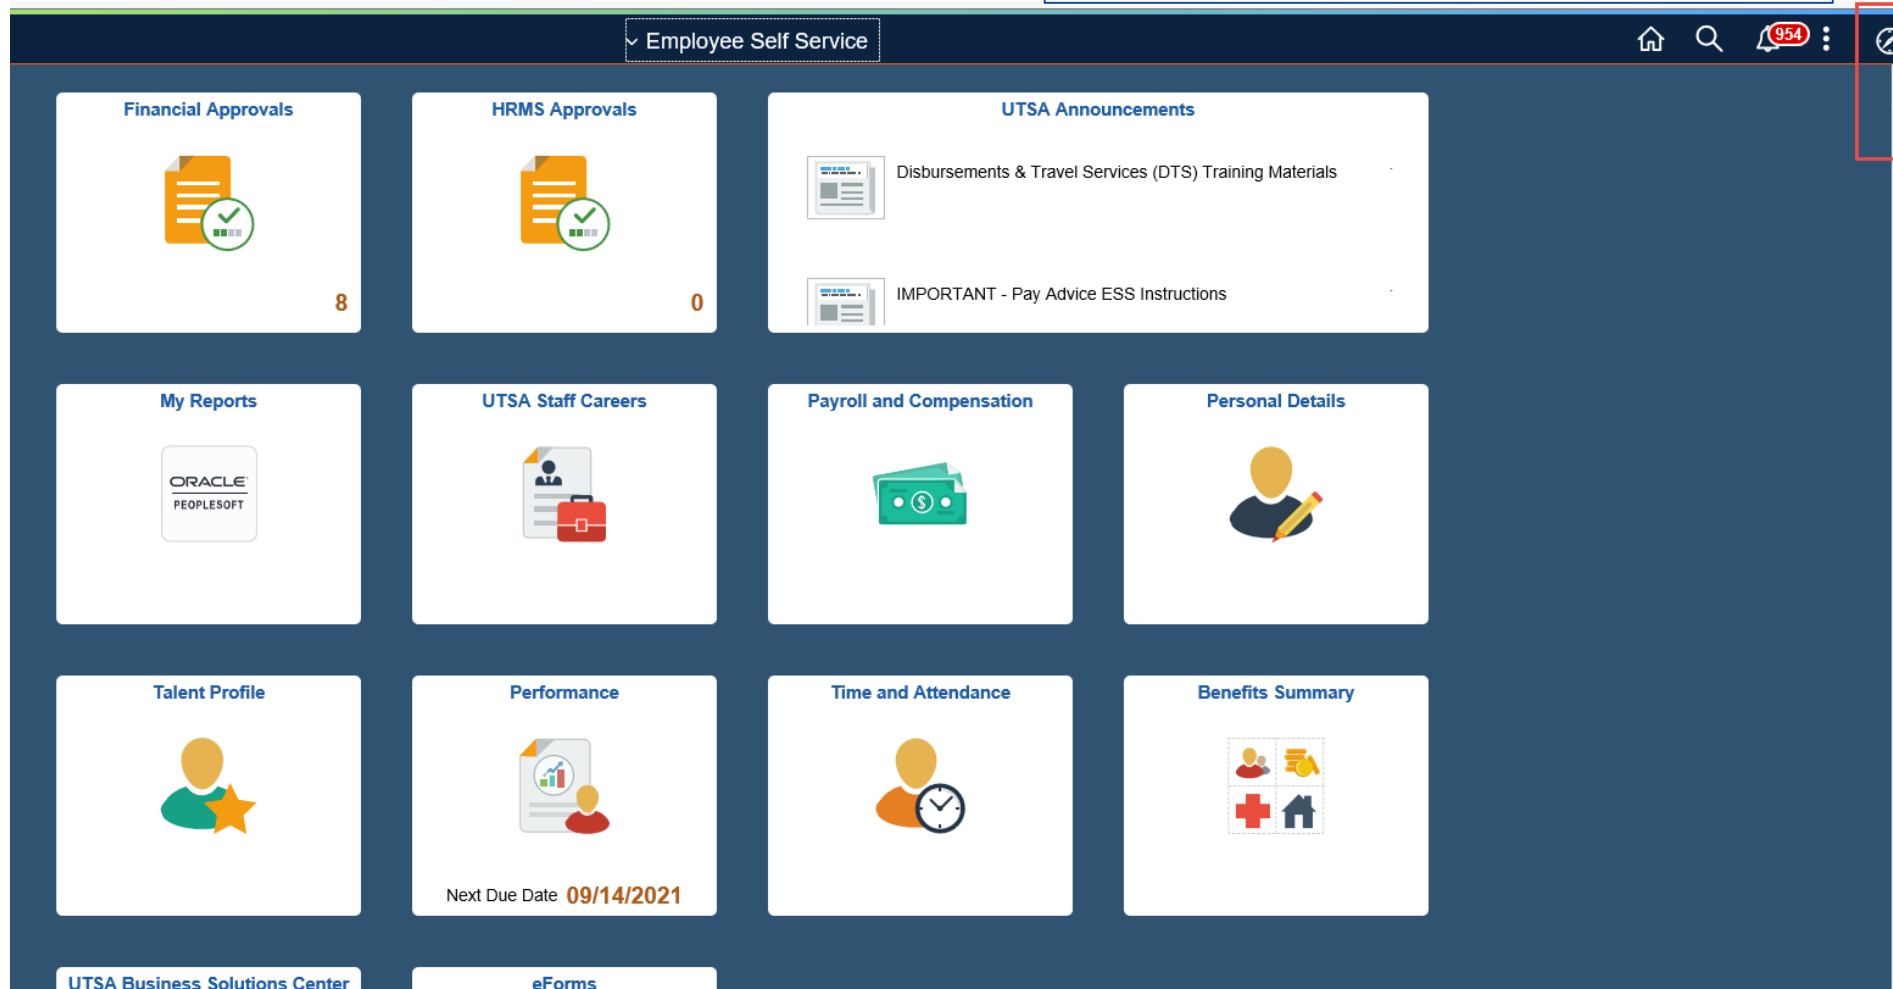 Employee Self Service
954
Financial Approvals
8
HRMS Approvals
0
UTSA Announcements
Disbursements & Travel Services (DTS) Training Materials
IMPORTANT - Pay Advice ESS Instructions
My Reports
ORACLE
PEOPLESOFT
UTSA Staff Careers
Payroll and Compensation
Personal Details
Talent Profile
Performance
Next Due Date 09/14/2021
Time and Attendance
Benefits Summary
UTSA Business Solutions Center
eForms